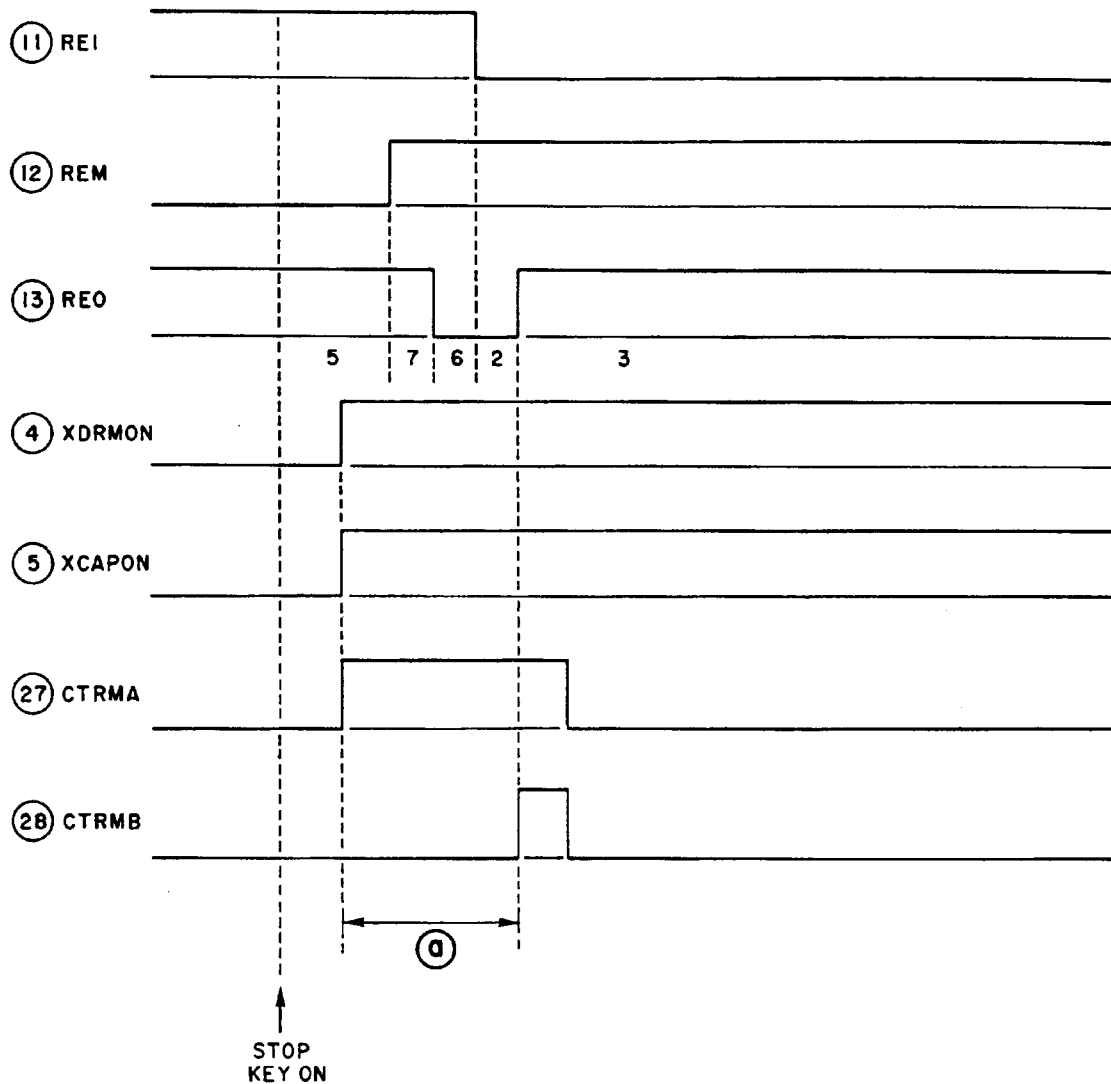 11 REI
12 REM
13 REO
5 7 6 2 3
4 XDRMON
5 XCAPON
27 CTRMA
28 CTRMB
a
STOP
KEY ON